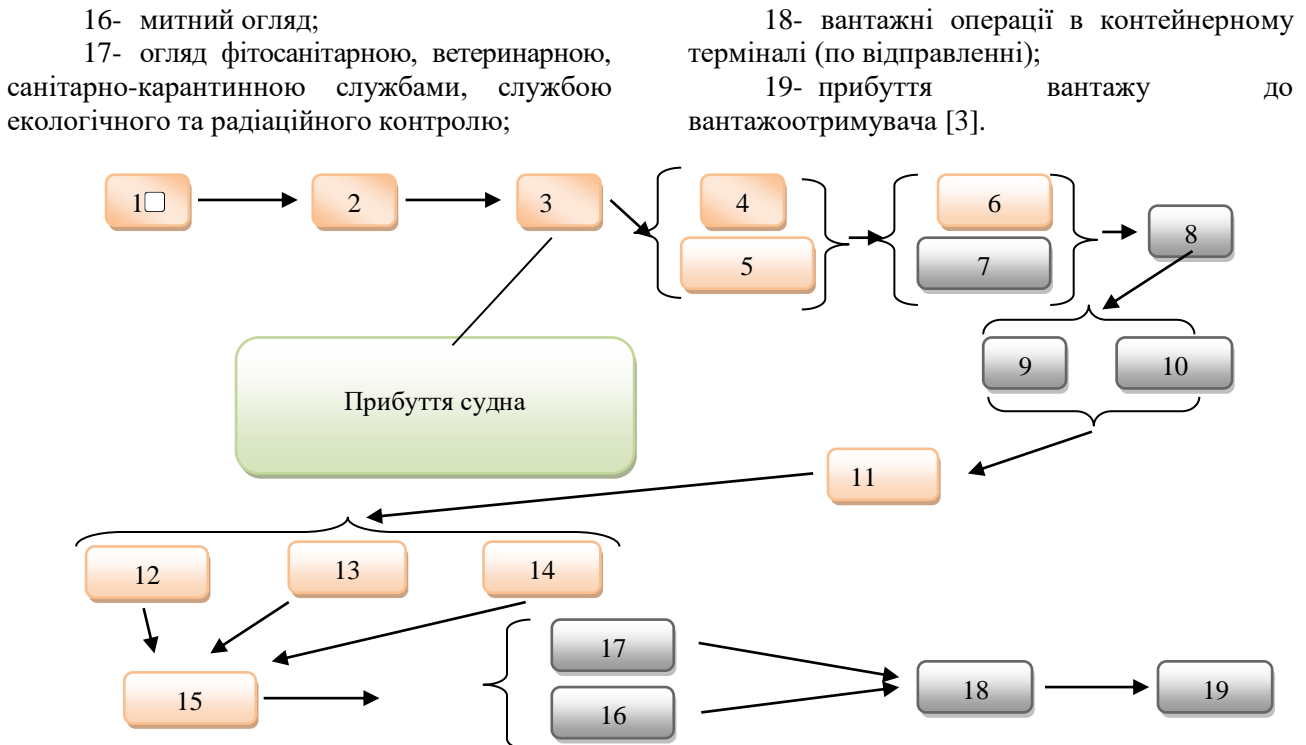 16- митний огляд;
17- огляд фітосанітарною, ветеринарною,
санітарно-карантинною службами, службою
екологічного та радіаційного контролю;
18- вантажні операції в контейнерному
терміналі (по відправленні);
19- прибуття вантажу до
вантажоотримувача [3].
1□
2
3
4
5
6
7
8
9
10
Прибуття судна
11
12
13
14
15
17
16
18
19